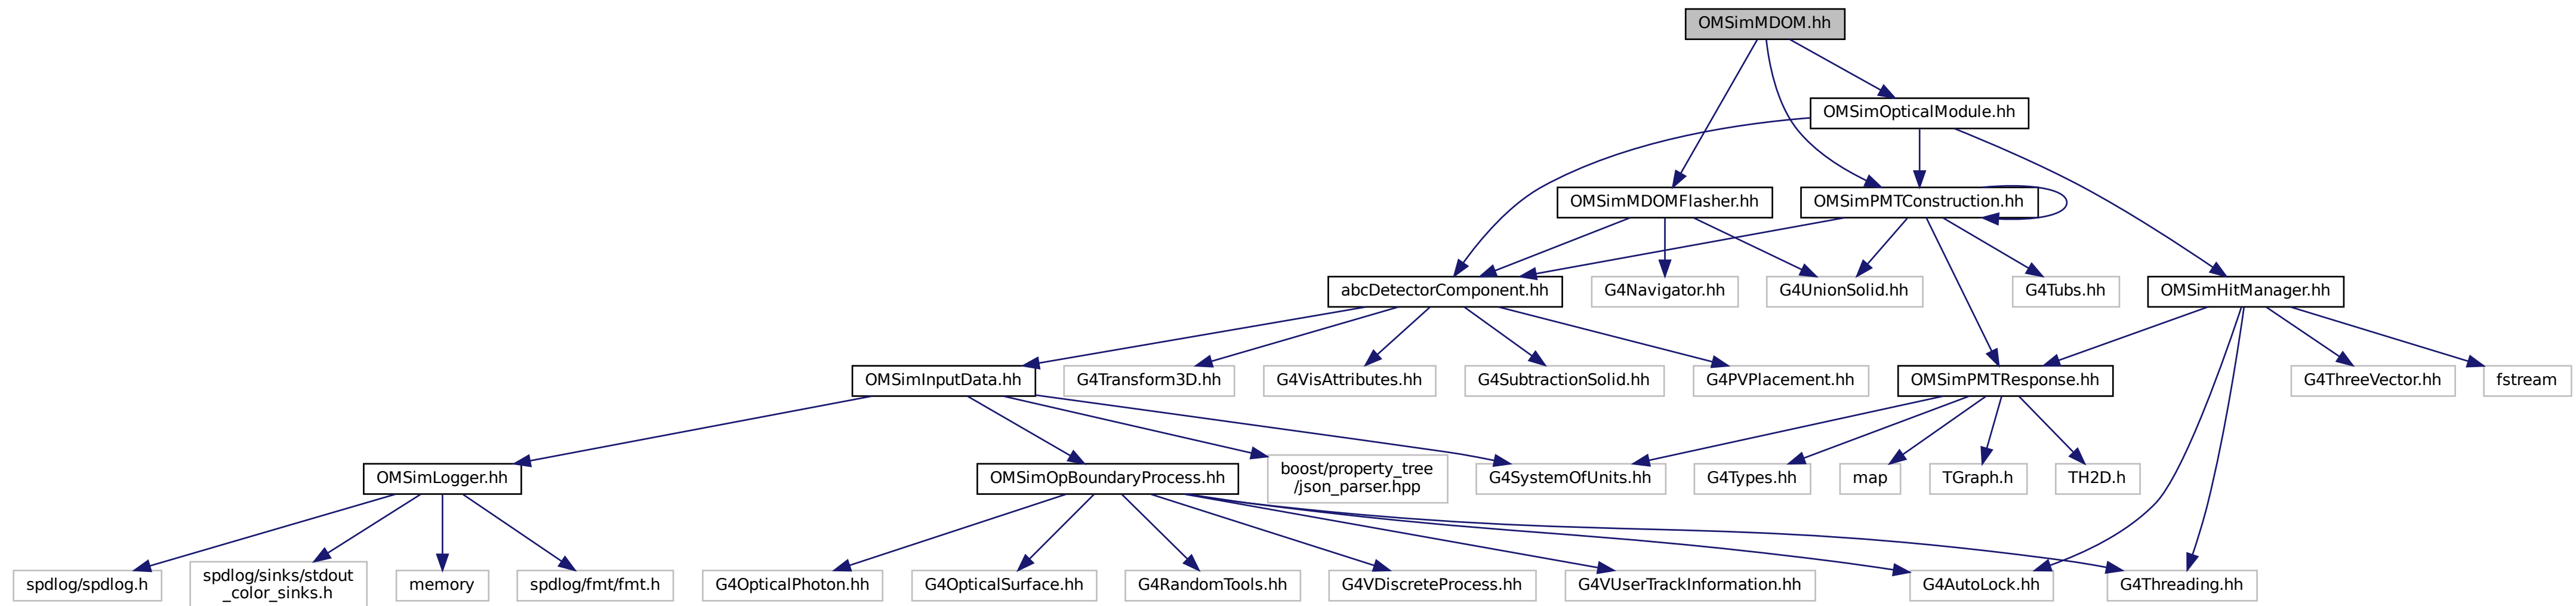 OMSimMDOM.hh
OMSimOpticalModule.hh
OMSimMDOMFlasher.hh
OMSimPMTConstruction.hh
abcDetectorComponent.hh
G4Navigator.hh
G4UnionSolid.hh
G4Tubs.hh
OMSimHitManager.hh
OMSimInputData.hh
G4Transform3D.hh
G4VisAttributes.hh
G4SubtractionSolid.hh
G4PVPlacement.hh
OMSimPMTResponse.hh
G4ThreeVector.hh
fstream
OMSimLogger.hh
OMSimOpBoundaryProcess.hh
boost/property_tree
/json_parser.hpp
G4SystemOfUnits.hh
G4Types.hh
map
TGraph.h
TH2D.h
spdlog/spdlog.h
spdlog/sinks/stdout
_color_sinks.h
memory
spdlog/fmt/fmt.h
G4OpticalPhoton.hh
G4OpticalSurface.hh
G4RandomTools.hh
G4VDiscreteProcess.hh
G4VUserTrackInformation.hh
G4AutoLock.hh
G4Threading.hh